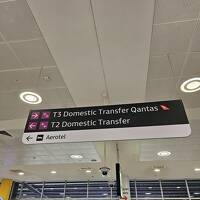 T3 Domestic Transfer Qantas
T2 Domestic Transfer
Aerotel